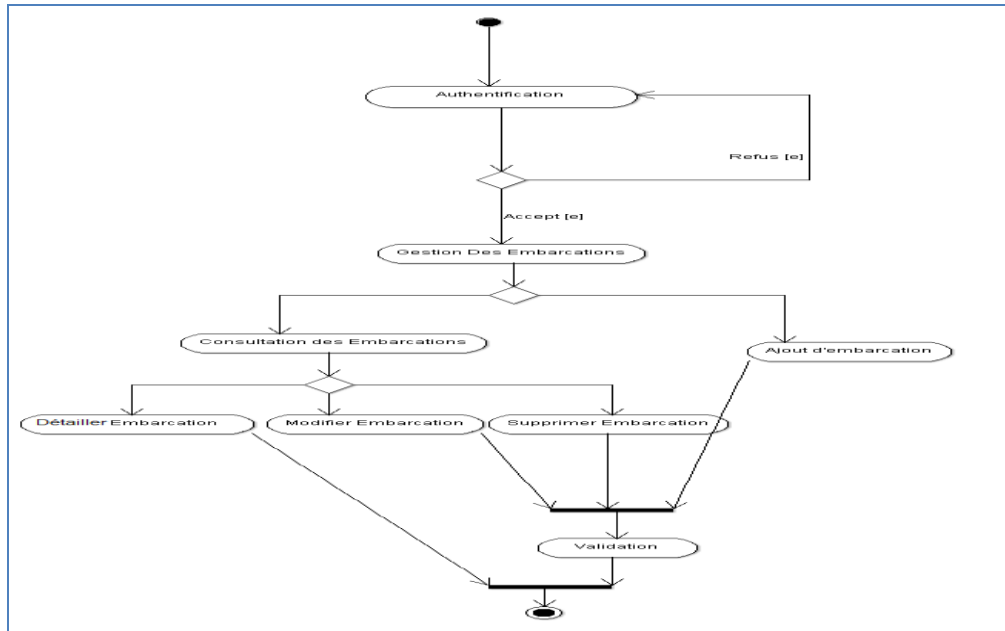 Authentification
Refus [e]
Accept [e]
Gestion Des Embarcations
Consultation des Embarcations
Ajout d'embarcation
Détailler Embarcation
Modifier Embarcation
Supprimer Embarcation
Validation